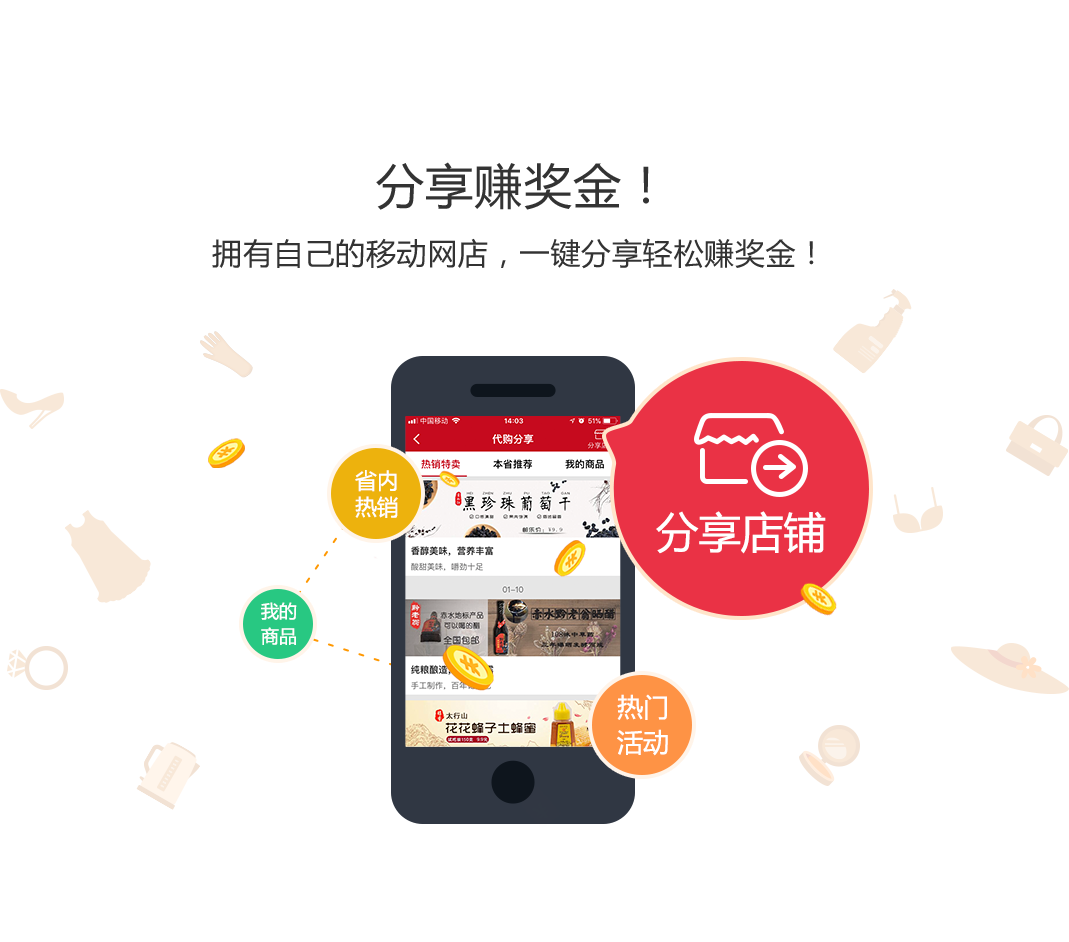 分享赚奖金！
拥有自己的移动网店，一键分享轻松赚奖金！
中国移动
14:03
51%
代购分享
热销特卖
本省推荐
我的商品
黑珍珠葡萄干
香醇美味，营养丰富
酸甜美味，嚼劲十足
01-10
赤水地标产品
可以喝的醋
全国包邮
纯粮酿造
手工制作，百年
太行山
花花蜂子土蜂蜜
省内
热销
我的
商品
分享店铺
热门
活动